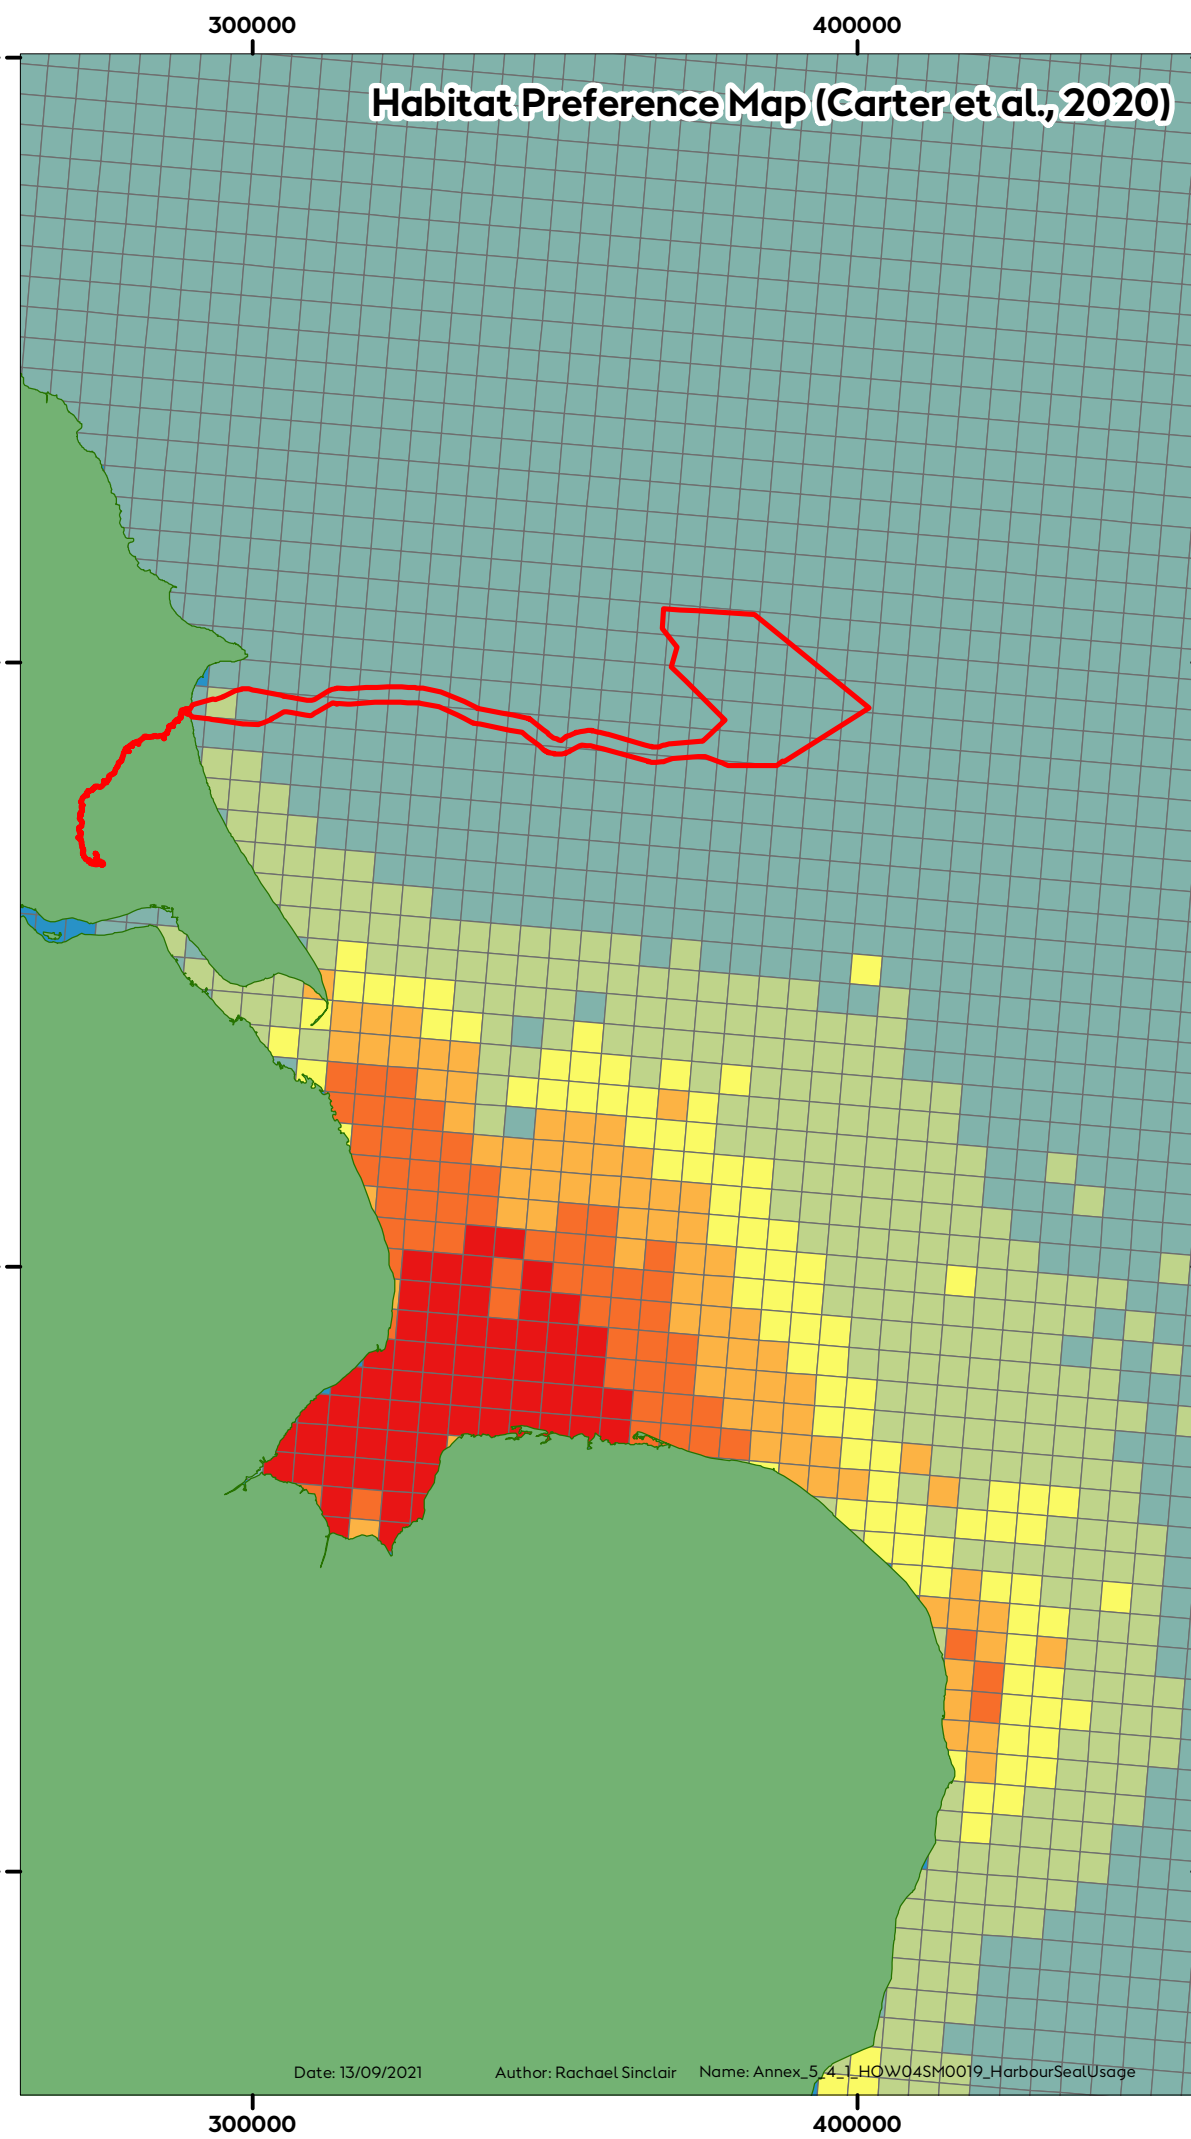 300000 400000
Habitat Preference Map (Carter et al., 2020)
Date: 13/09/2021 Author: Rachael Sinclair Name: Annex_5_4_1_HOW04SM0019_HarbourSealUsage
300000 400000